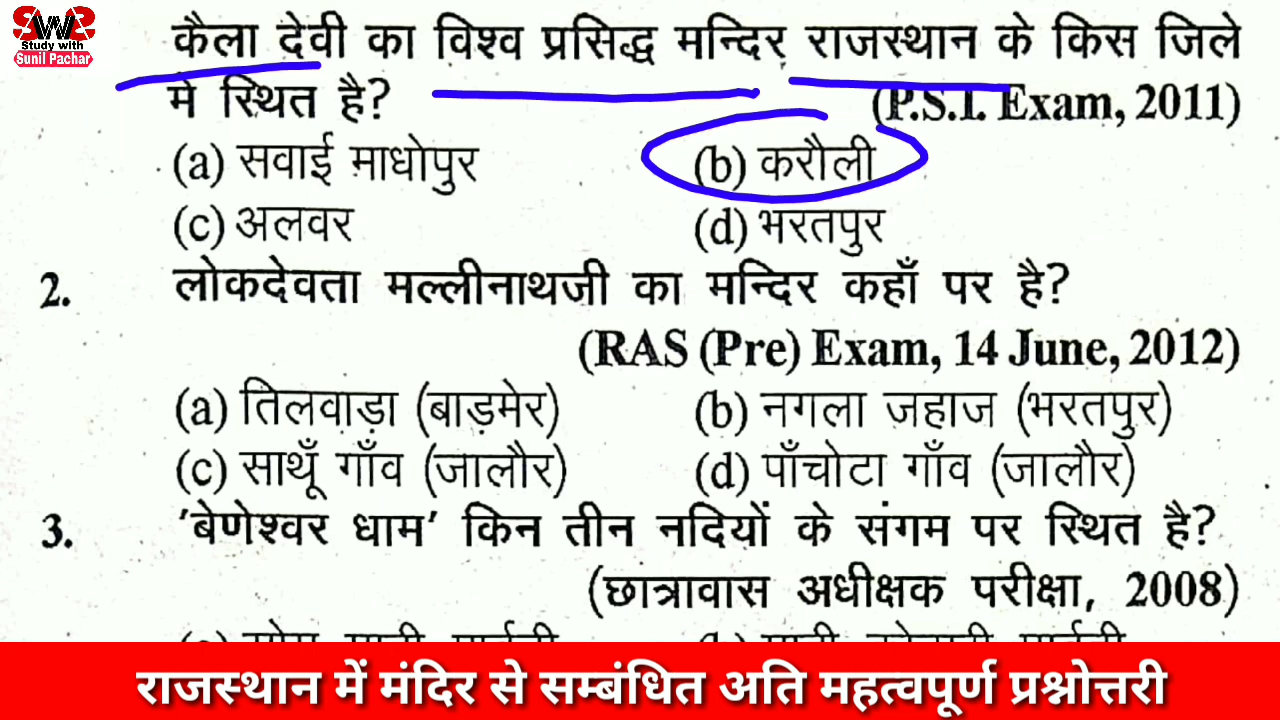 SWS
Study with
Sunil Pachar
कैला देवी का विश्व प्रसिद्ध मन्दिर राजस्थान के किस जिले
मे स्थित है? (P.S.I. Exam, 2011)
(a) सवाई माधोपुर (b) करौली
(c) अलवर (d) भरतपुर
2. लोकदेवता मल्लीनाथजी का मन्दिर कहाँ पर है?
(RAS (Pre) Exam, 14 June, 2012)
(a) तिलवाड़ा (बाड़मेर) (b) नगला जहाज (भरतपुर)
(c) साथूँ गाँव (जालौर) (d) पाँचोटा गाँव (जालौर)
3. 'बेणेश्वर धाम' किन तीन नदियों के संगम पर स्थित है?
(छात्रावास अधीक्षक परीक्षा, 2008)
राजस्थान में मंदिर से सम्बंधित अति महत्वपूर्ण प्रश्नोत्तरी